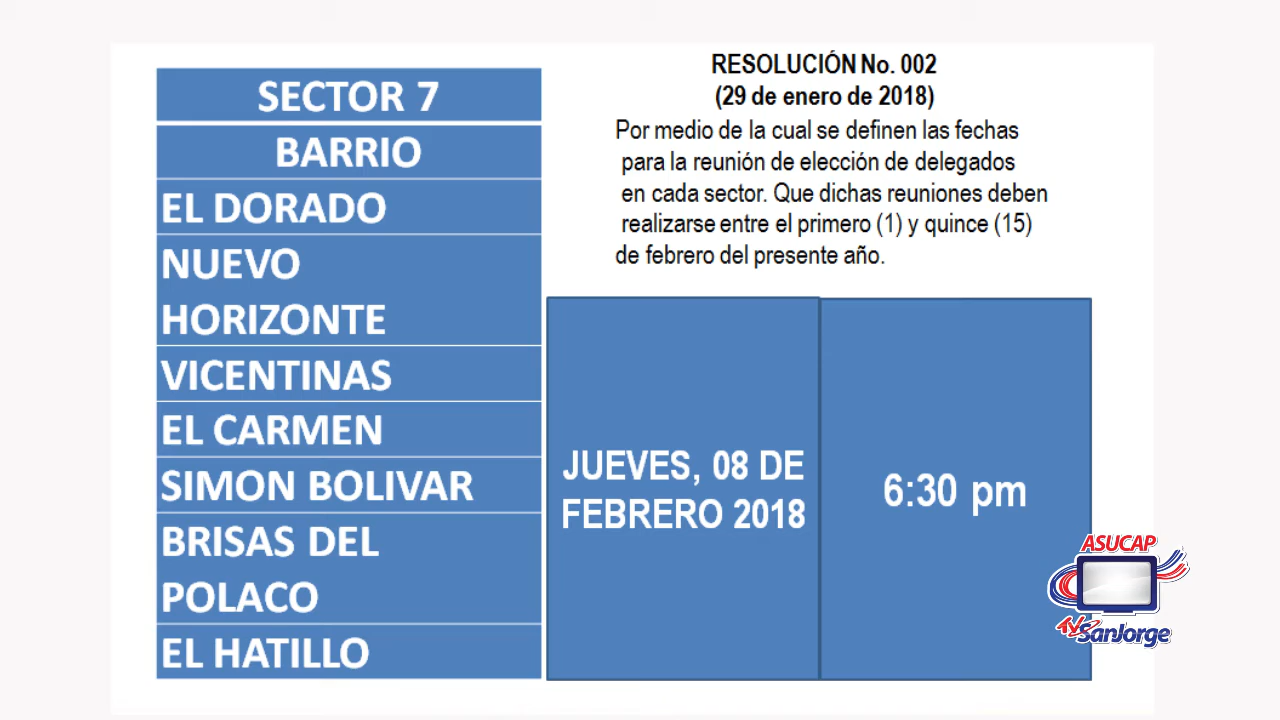 SECTOR 7
BARRIO
EL DORADO
NUEVO
HORIZONTE
VICENTINAS
EL CARMEN
SIMON BOLIVAR
BRISAS DEL
POLACO
EL HATILLO
RESOLUCIÓN No. 002
(29 de enero de 2018)
Por medio de la cual se definen las fechas
para la reunión de elección de delegados
en cada sector. Que dichas reuniones deben
realizarse entre el primero (1) y quince (15)
de febrero del presente año.
JUEVES, 08 DE
FEBRERO 2018
6:30 pm
ASUCAP
TV SanJorge